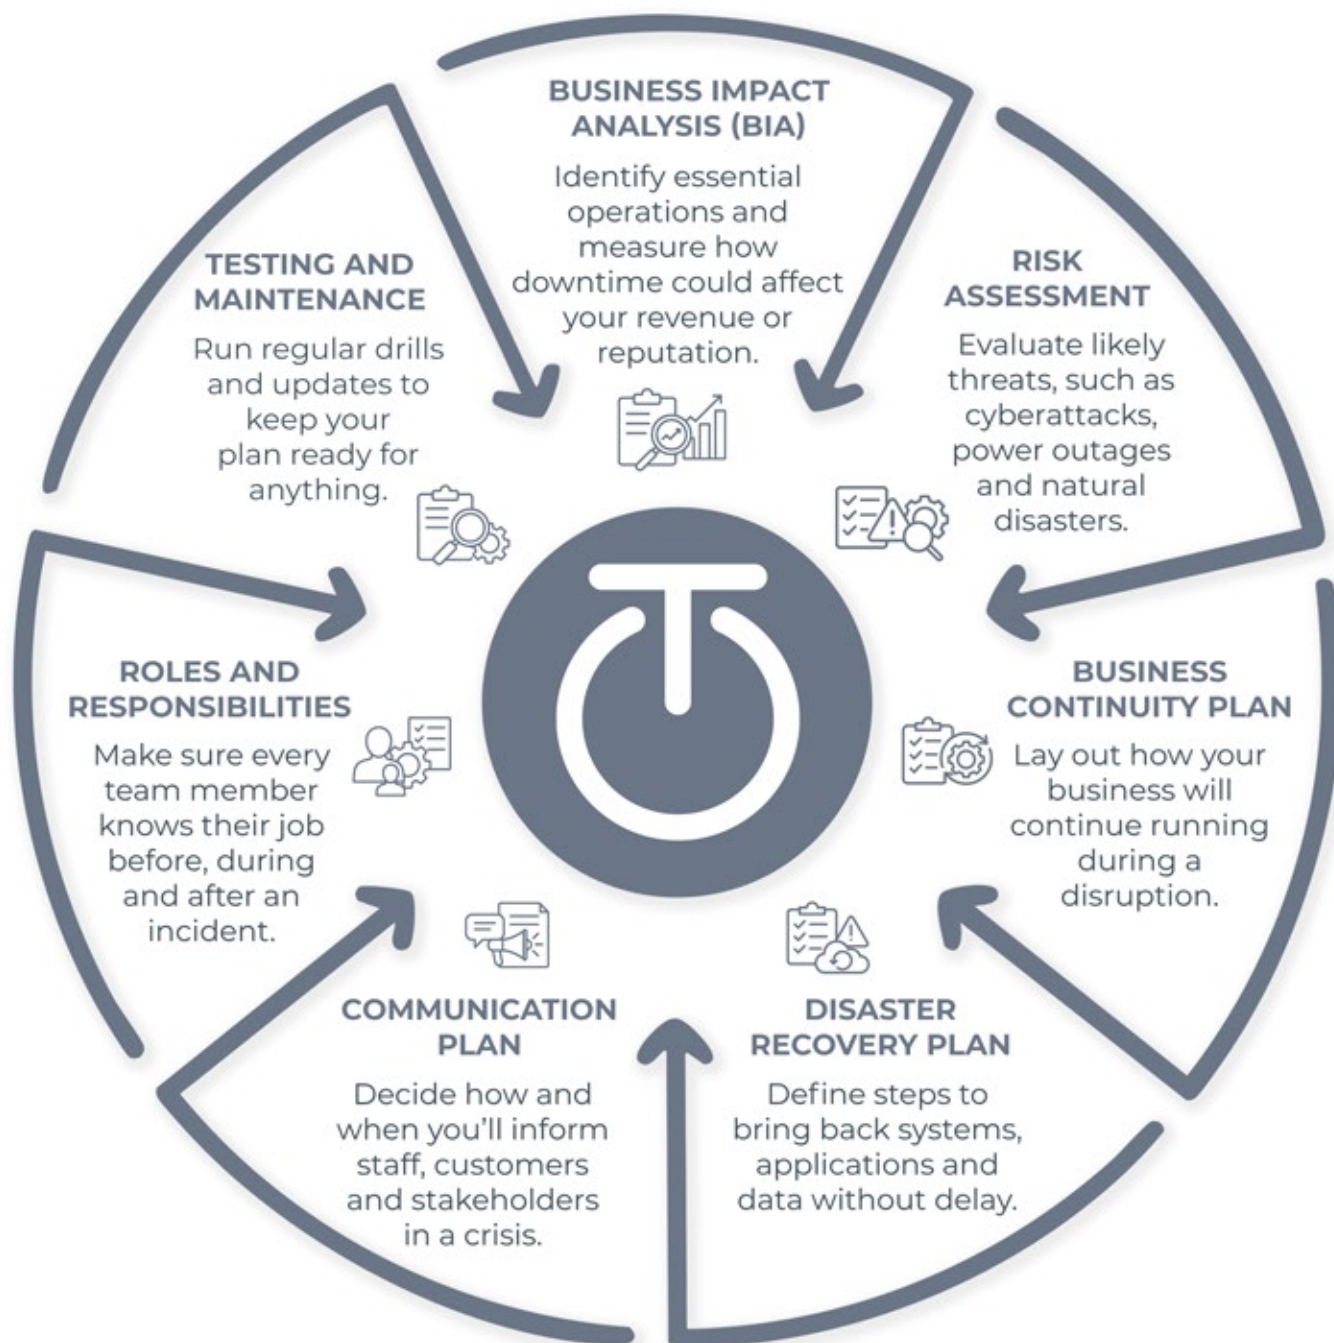 BUSINESS IMPACT
ANALYSIS (BIA)
Identify essential
operations and
measure how
downtime could affect
your revenue or
reputation.
RISK
ASSESSMENT
Evaluate likely
threats, such as
cyberattacks,
power outages
and natural
disasters.
BUSINESS
CONTINUITY PLAN
Lay out how your
business will
continue running
during a
disruption.
DISASTER
RECOVERY PLAN
Define steps to
bring back systems,
applications and
data without delay.
COMMUNICATION
PLAN
Decide how and
when you’ll inform
staff, customers
and stakeholders
in a crisis.
ROLES AND
RESPONSIBILITIES
Make sure every
team member
knows their job
before, during
and after an
incident.
TESTING AND
MAINTENANCE
Run regular drills
and updates to
keep your
plan ready for
anything.